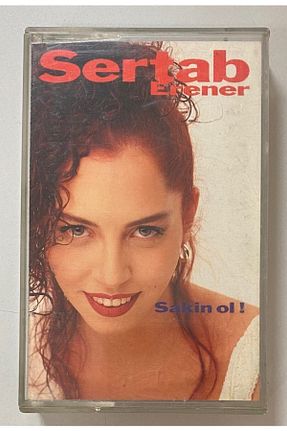 Sertab
Erener
Sakin ol !